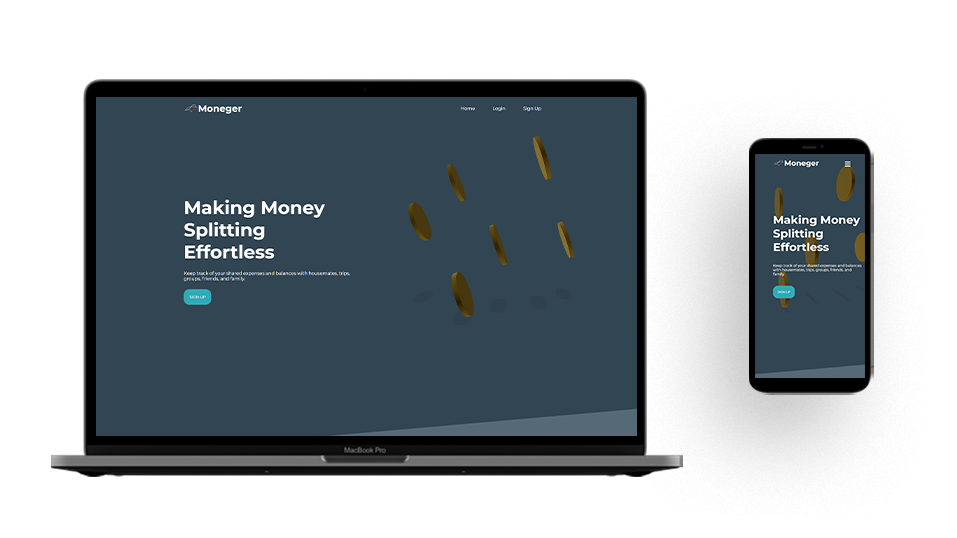 Moneger
Home Login Sign Up
Making Money
Splitting
Effortless
Keep track of your shared expenses and balances with housemates, trips,
groups, friends, and family.
SIGN UP
MacBook Pro
Moneger
Making Money
Splitting
Effortless
Keep track of your shared expenses and balances with
housemates, trips, groups, friends, and
family.
SIGN UP